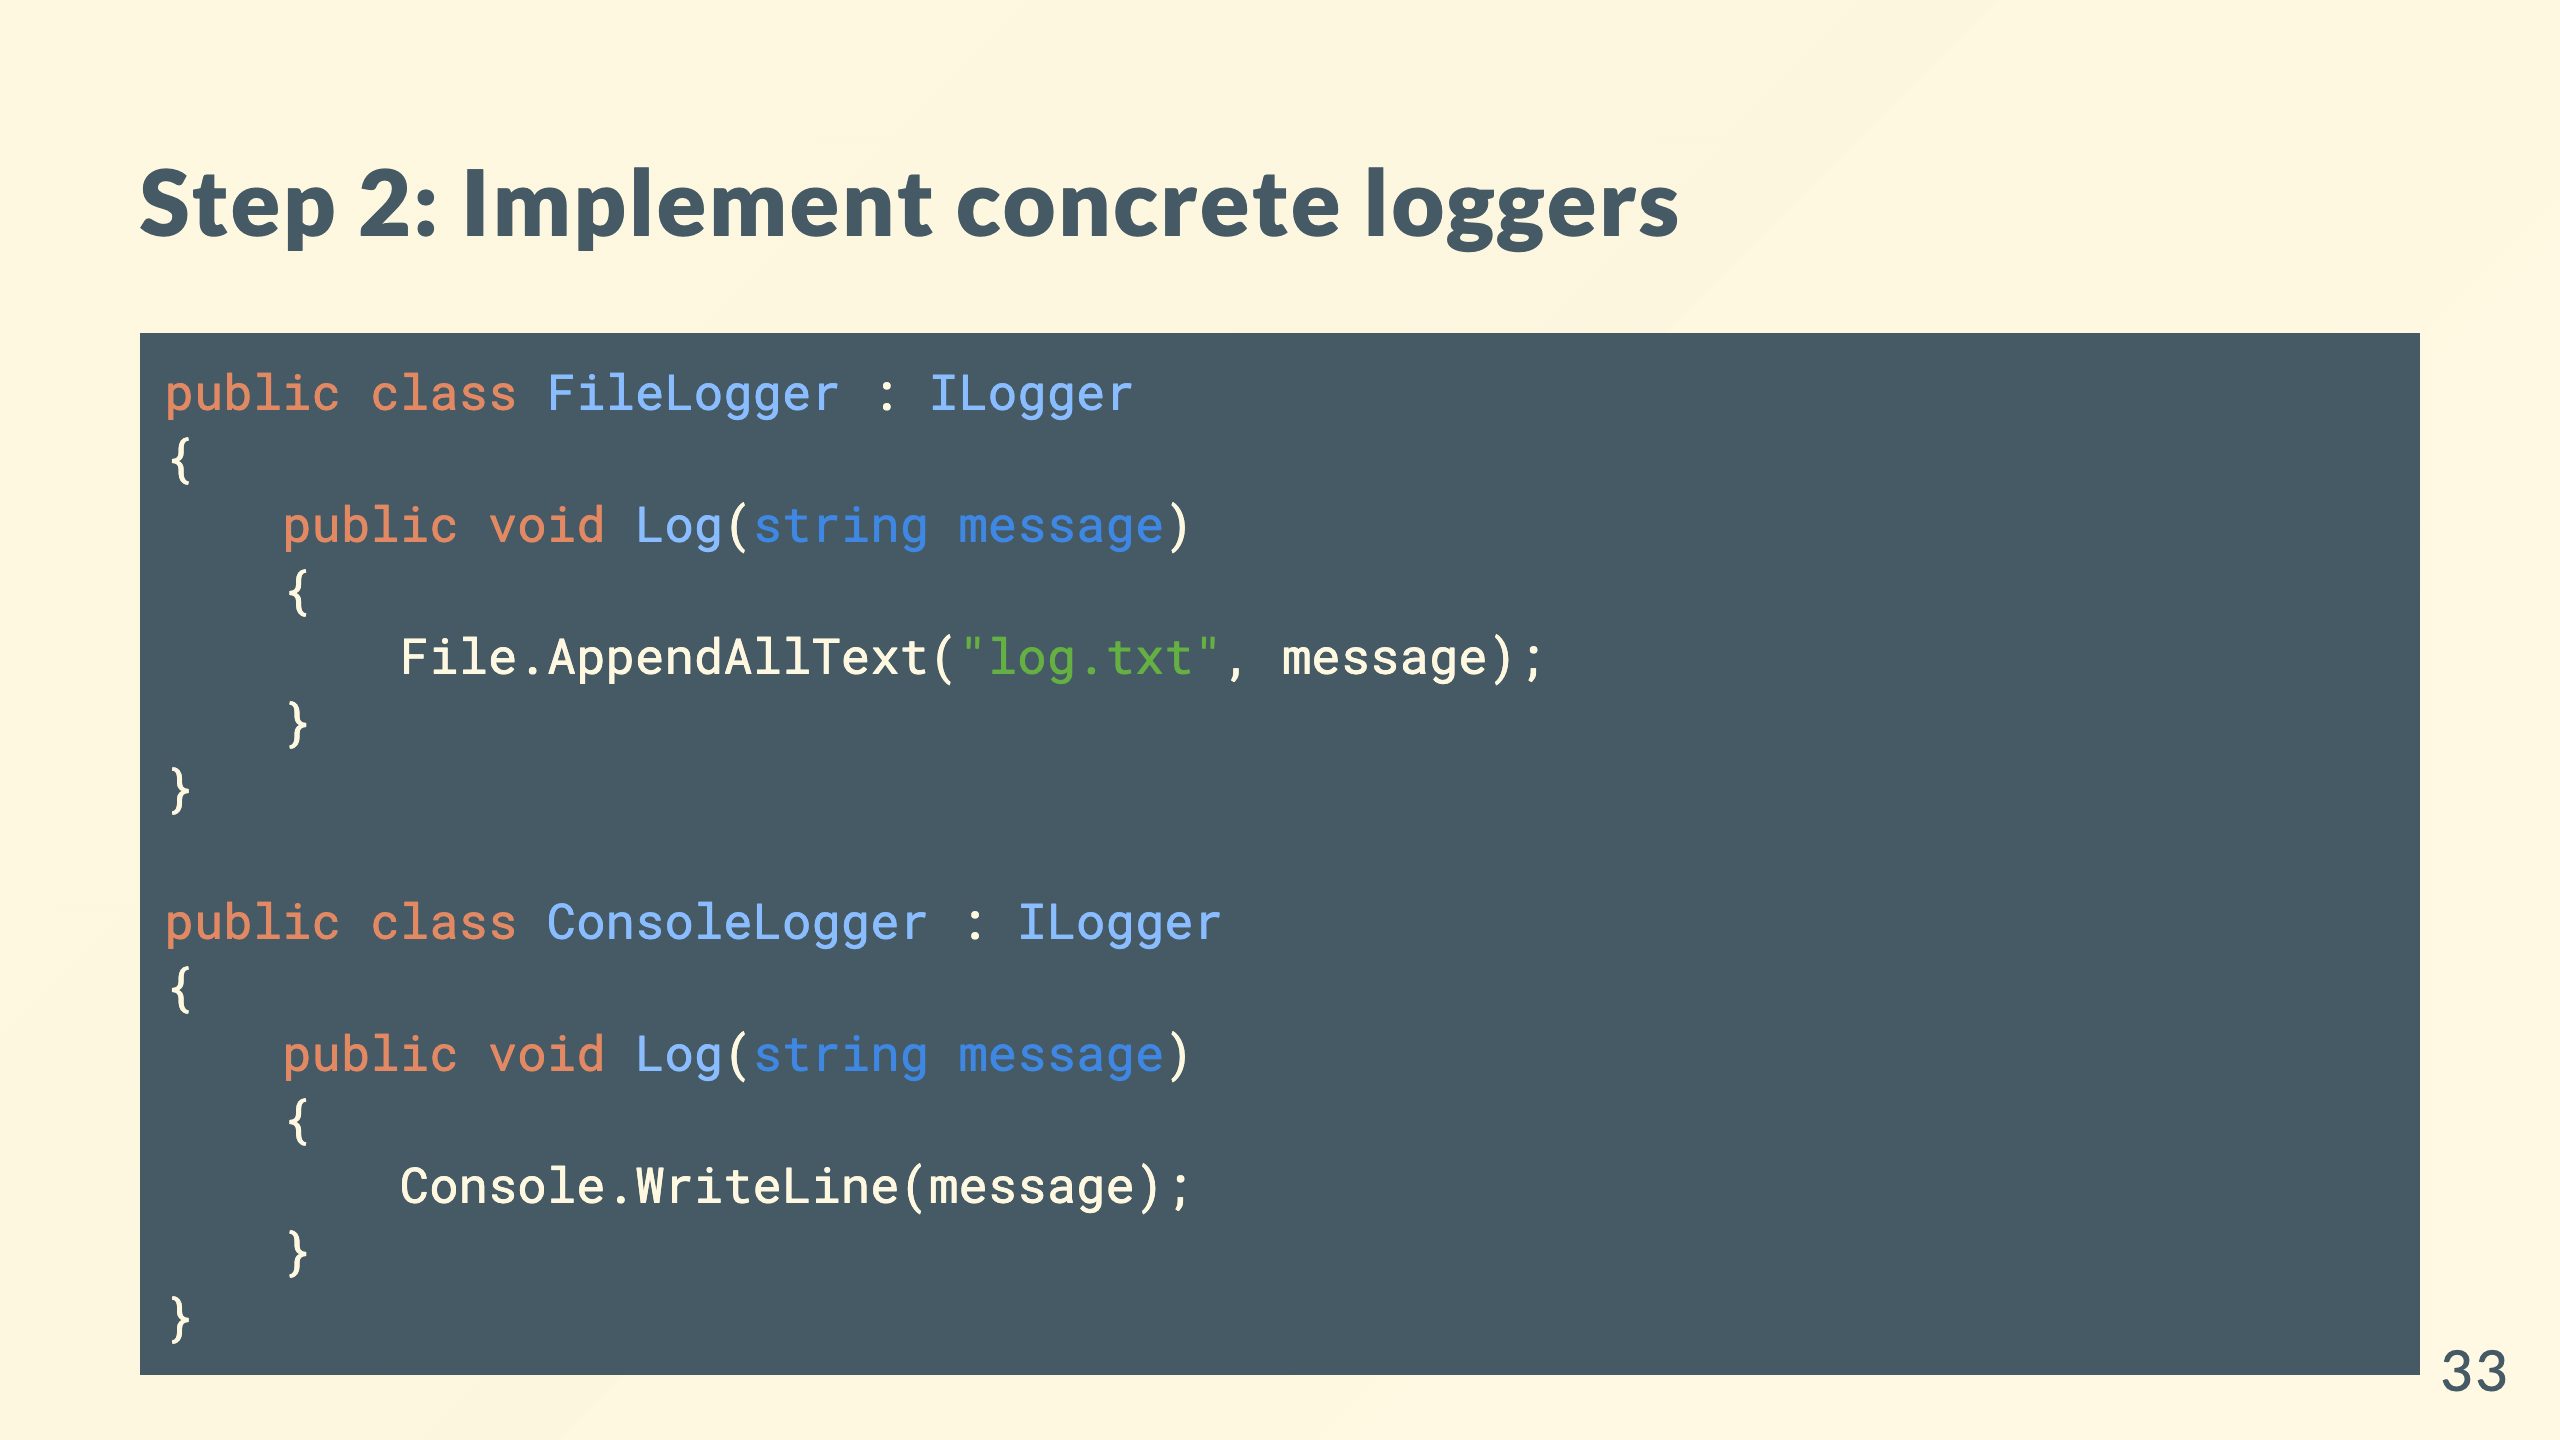 Step 2: Implement concrete loggers
public class FileLogger : ILogger
{
    public void Log(string message)
    {
        File.AppendAllText("log.txt", message);
    }
}

public class ConsoleLogger : ILogger
{
    public void Log(string message)
    {
        Console.WriteLine(message);
    }
}
33